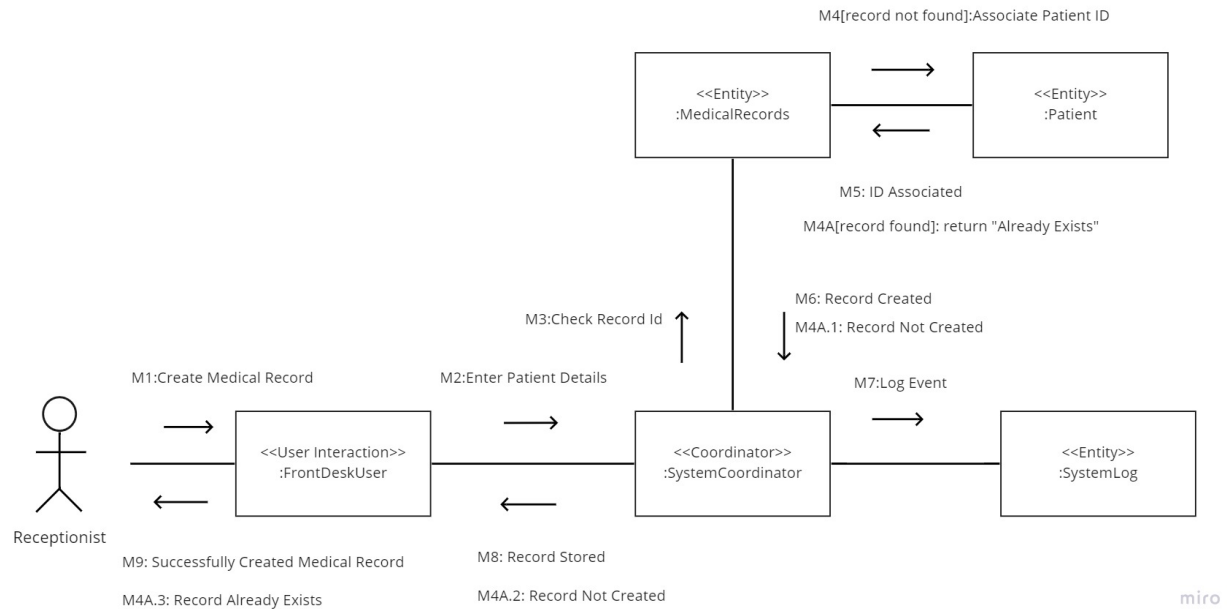 M4[record not found]:Associate Patient ID
<<Entity>>
:MedicalRecords
<<Entity>>
:Patient
M5: ID Associated
M4A[record found]: return "Already Exists"
M6: Record Created
M3:Check Record Id
M4A.1: Record Not Created
M1:Create Medical Record
M2:Enter Patient Details
M7:Log Event
<<User Interaction>>
:FrontDeskUser
<<Coordinator>>
:SystemCoordinator
<<Entity>>
:SystemLog
Receptionist
M9: Successfully Created Medical Record
M8: Record Stored
M4A.3: Record Already Exists
M4A.2: Record Not Created
miro